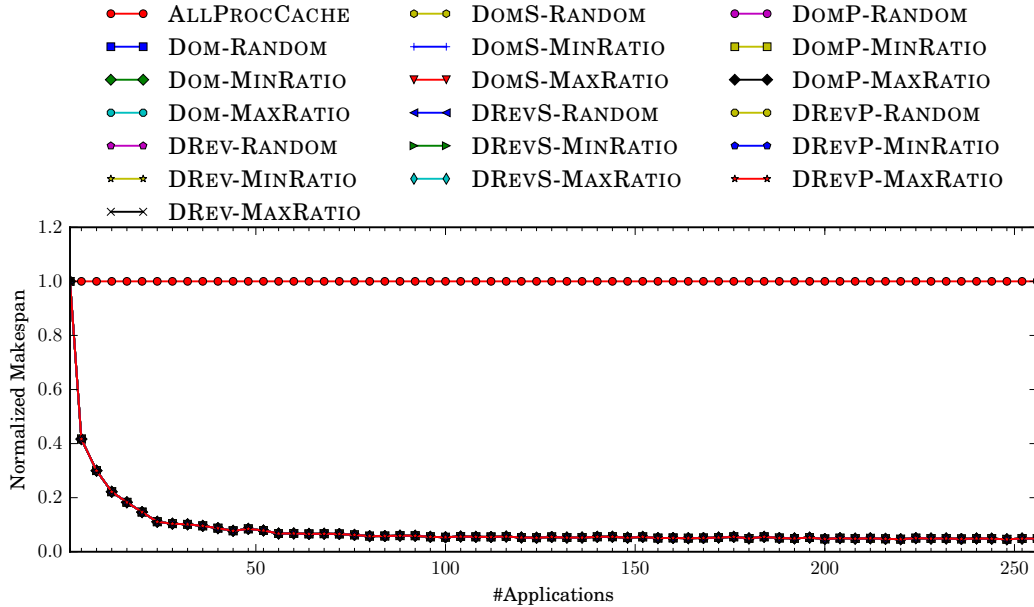 ALLPROCCACHE DOMS-RANDOM DOMP-RANDOM
DOM-RANDOM DOMS-MINRATIO DOMP-MINRATIO
DOM-MINRATIO DOMS-MAXRATIO DOMP-MAXRATIO
DOM-MAXRATIO DREVS-RANDOM DREVP-RANDOM
DREV-RANDOM DREVS-MINRATIO DREVP-MINRATIO
DREV-MINRATIO DREVS-MAXRATIO DREVP-MAXRATIO
DREV-MAXRATIO
1.2
1.0
0.8
0.6
0.4
0.2
0.0
Normalized Makespan
50 100 150 200 250
#Applications